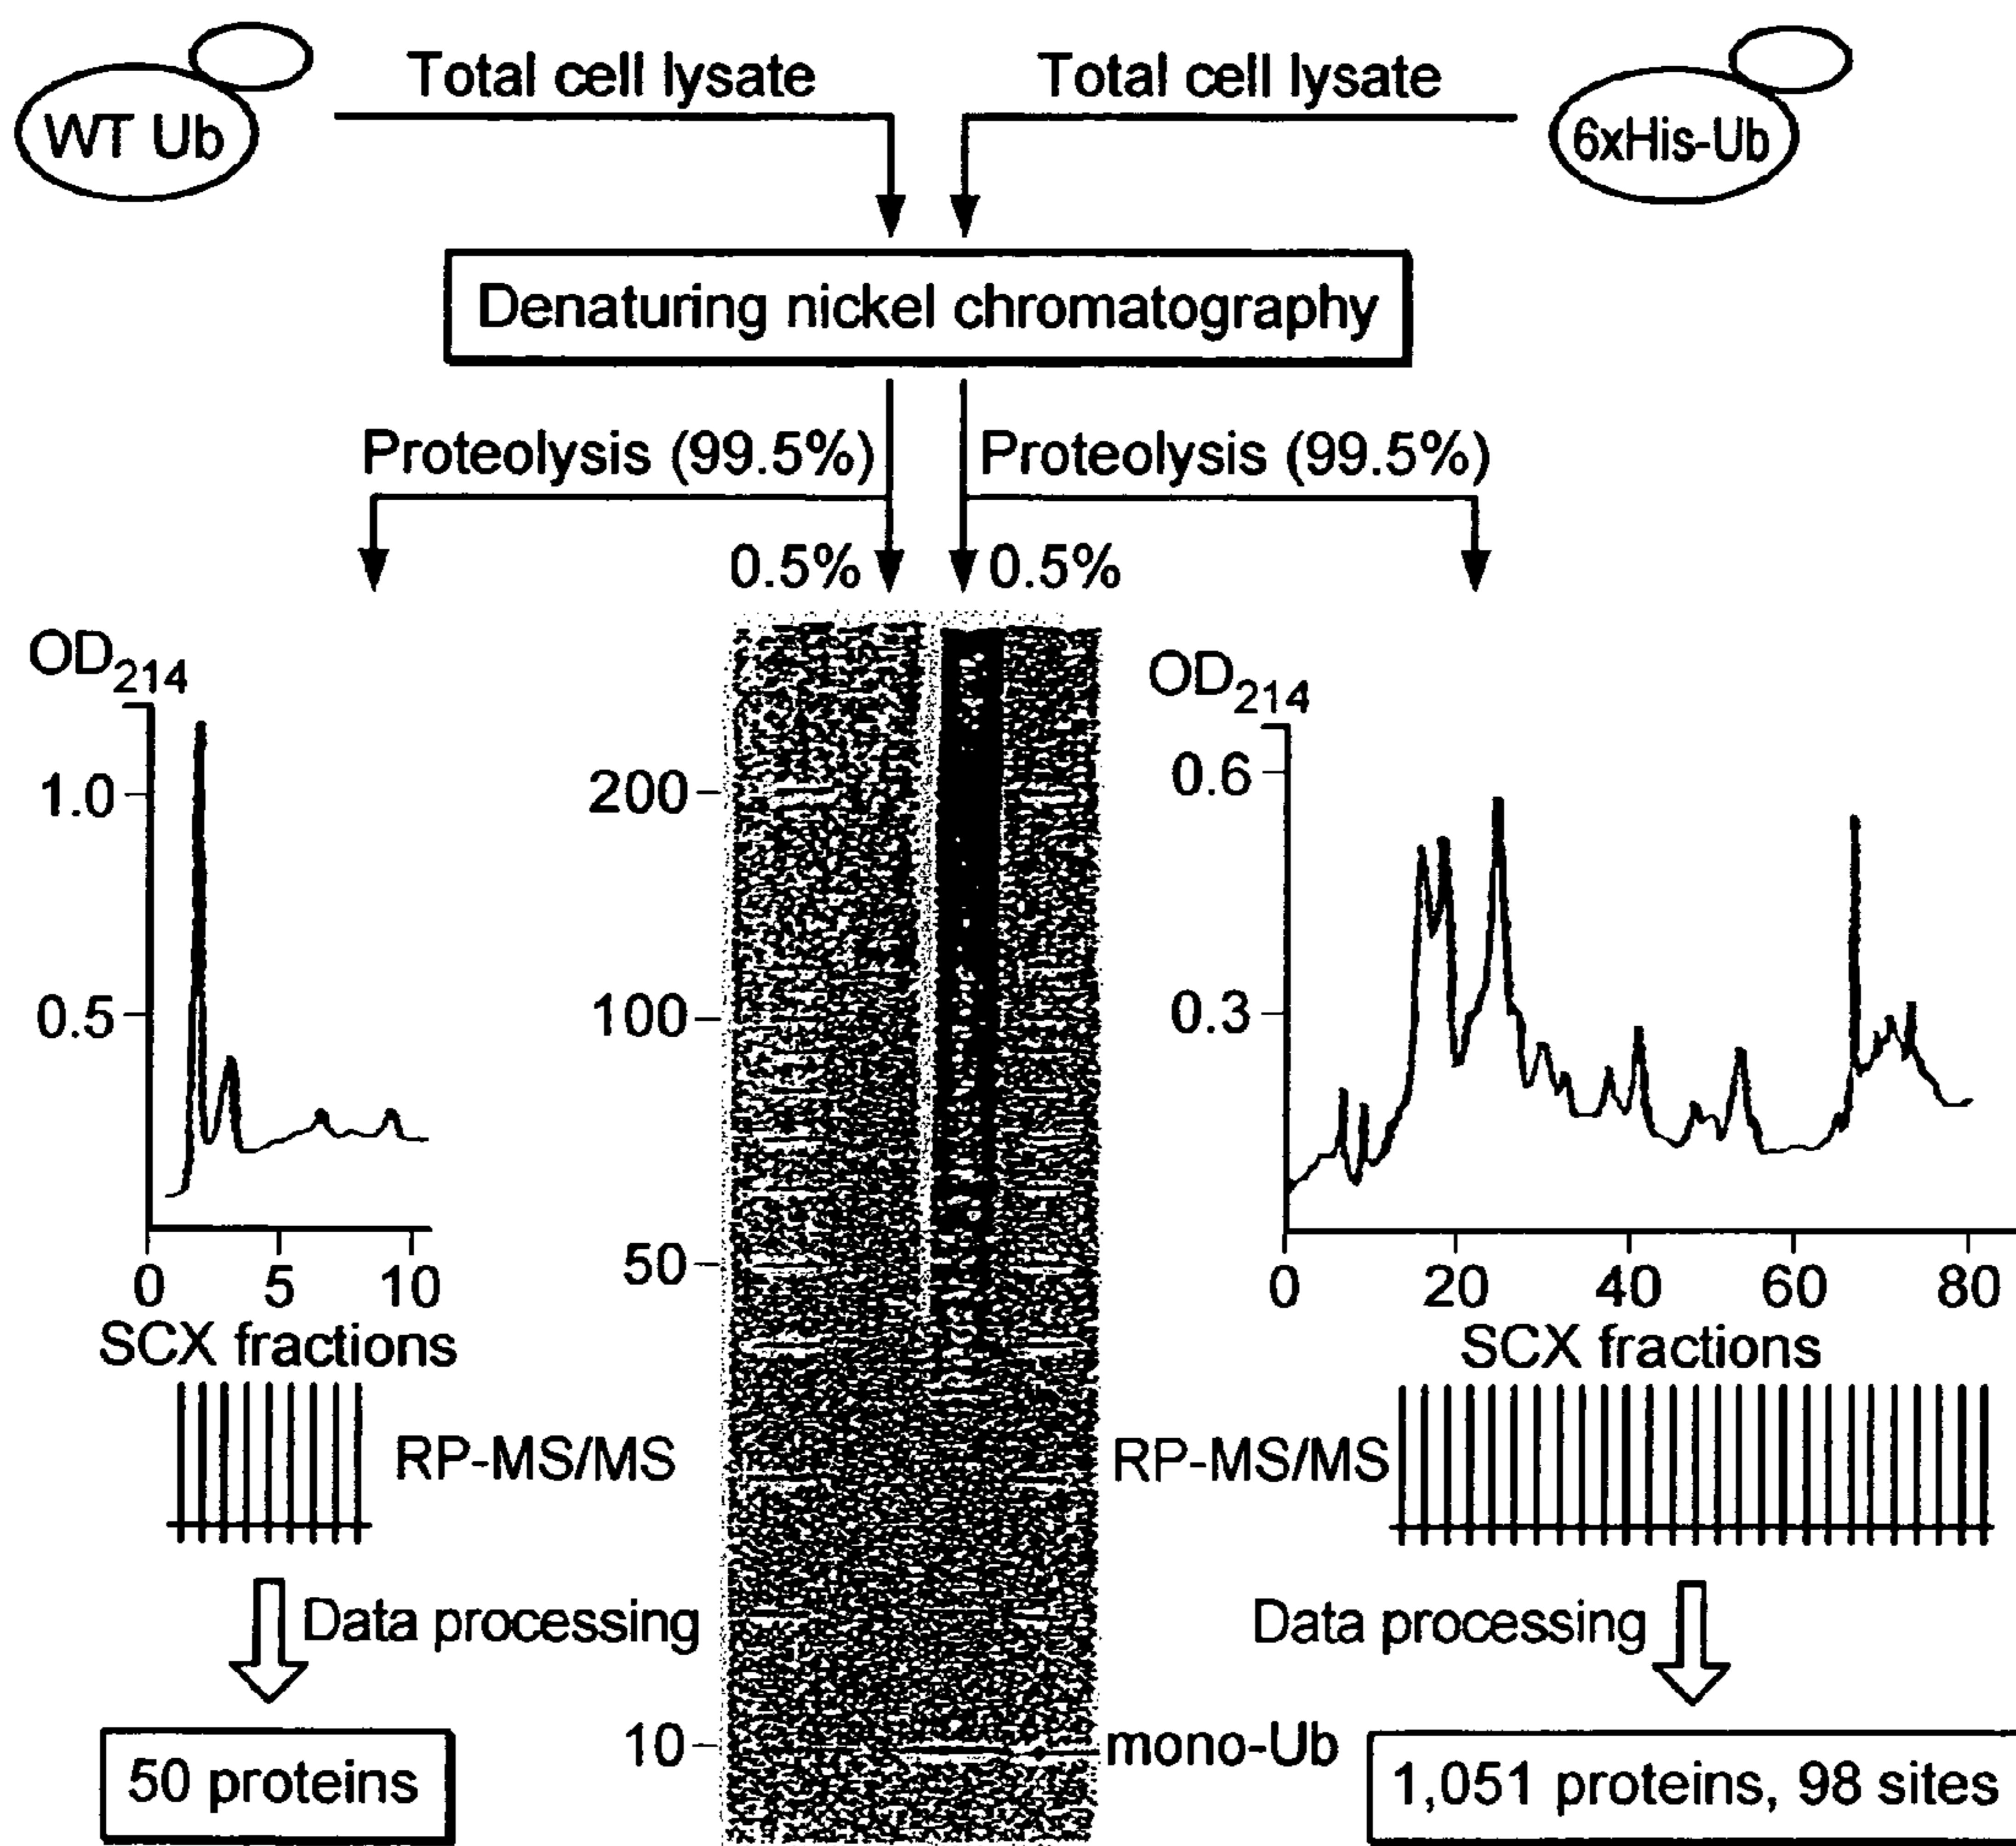 Total cell lysate
Total cell lysate
WT Ub
6xHis-Ub
Denaturing nickel chromatography
Proteolysis (99.5%)
Proteolysis (99.5%)
0.5%
0.5%
OD214
1.0
0.5
0
5
10
SCX fractions
RP-MS/MS
Data processing
50 proteins
200
100
50
10
mono-Ub
OD214
0.6
0.3
0
20
40
60
80
SCX fractions
RP-MS/MS
Data processing
1,051 proteins, 98 sites